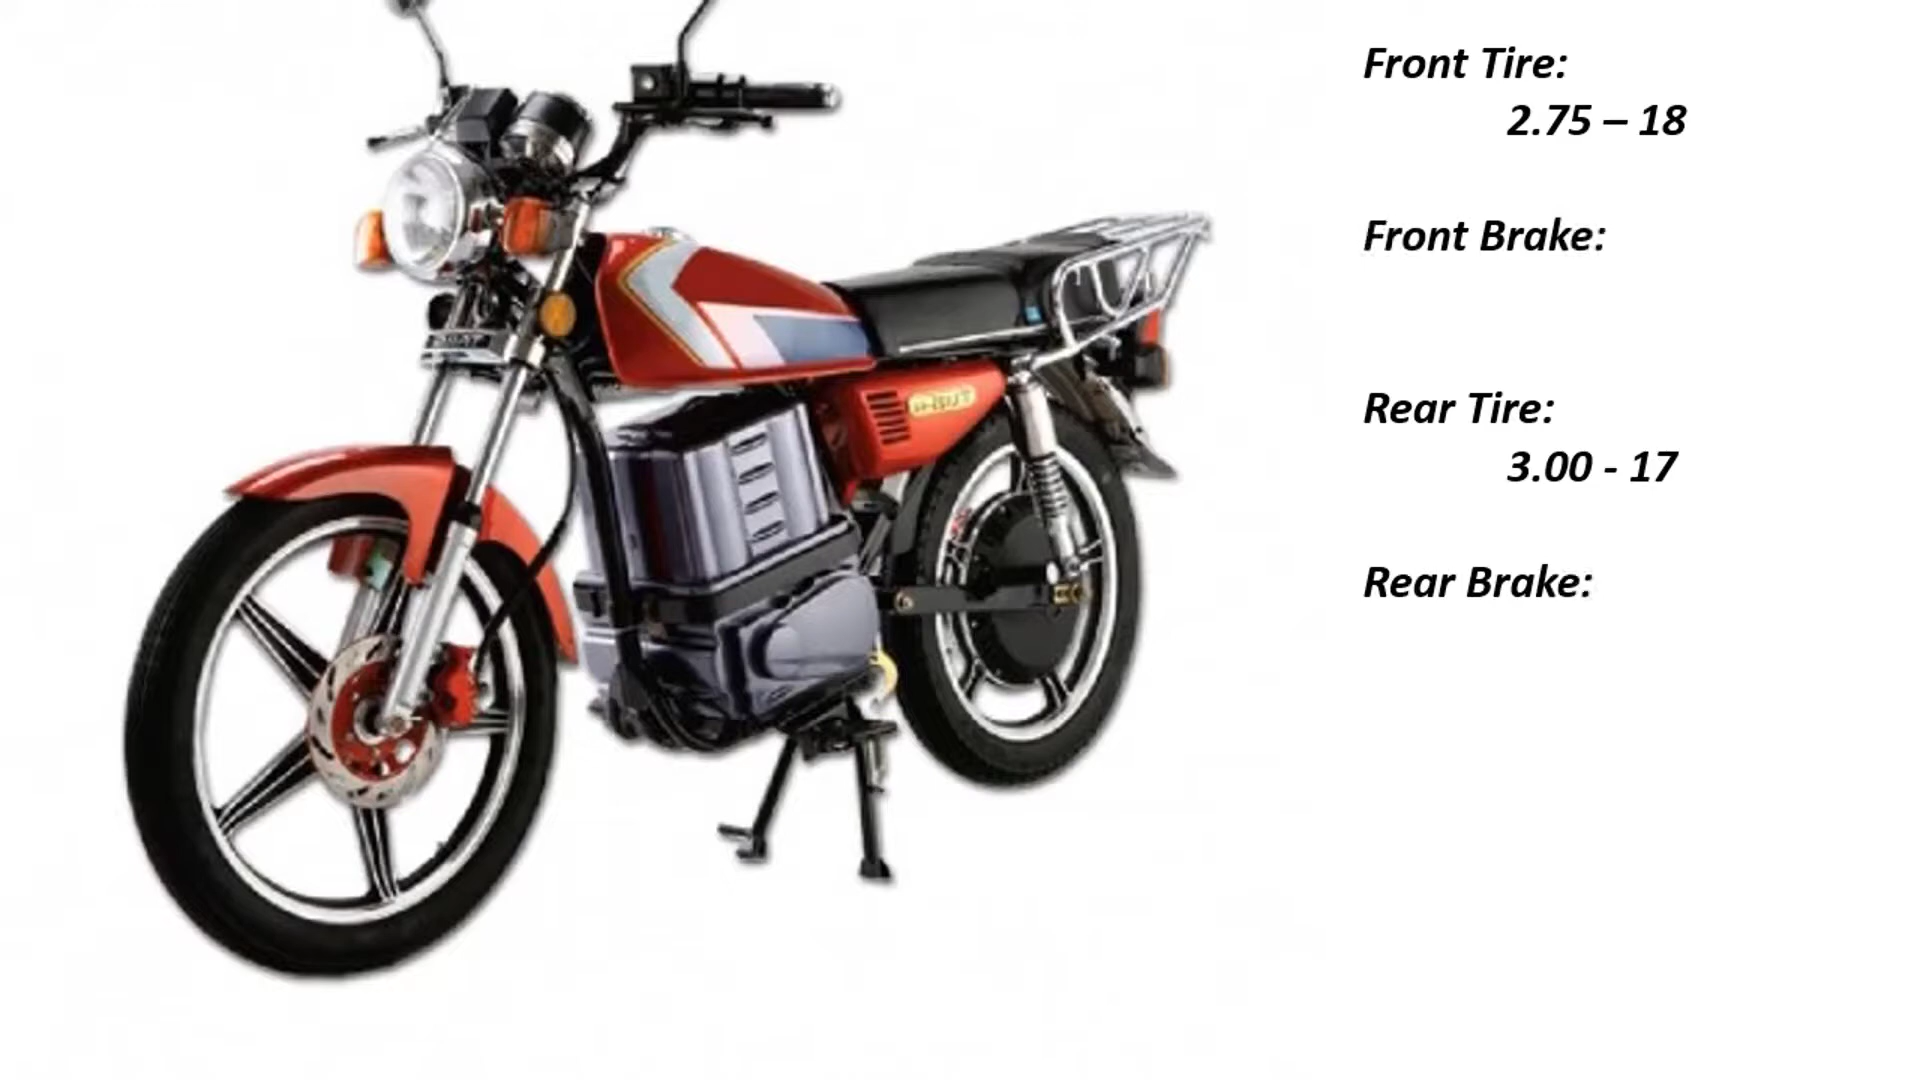 Front Tire:
2.75 – 18
Front Brake:
Rear Tire:
3.00 - 17
Rear Brake: